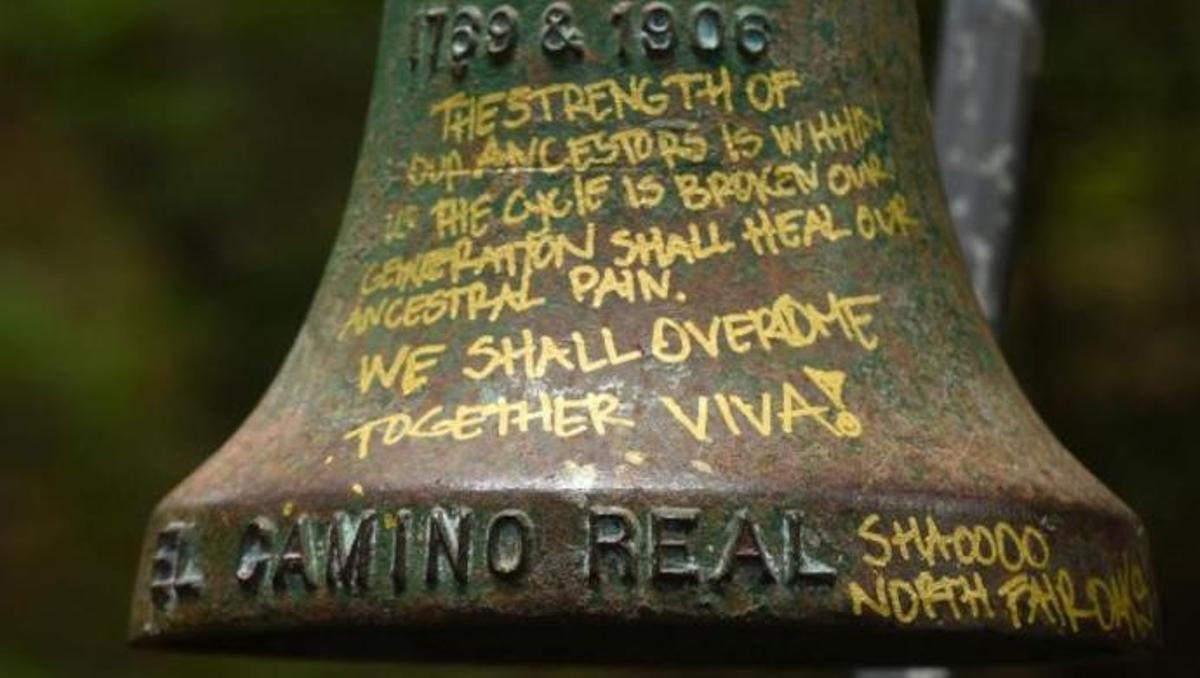 1769 & 1906
THE STRENGTH OF
OUR ANCESTORS IS WITHIN
US THE CYCLE IS BROKEN OUR
GENERATION SHALL HEAL OUR
ANCESTRAL PAIN.
WE SHALL OVERCOME
TOGETHER VIVA!
EL CAMINO REAL
NORTH FAIR OAKS